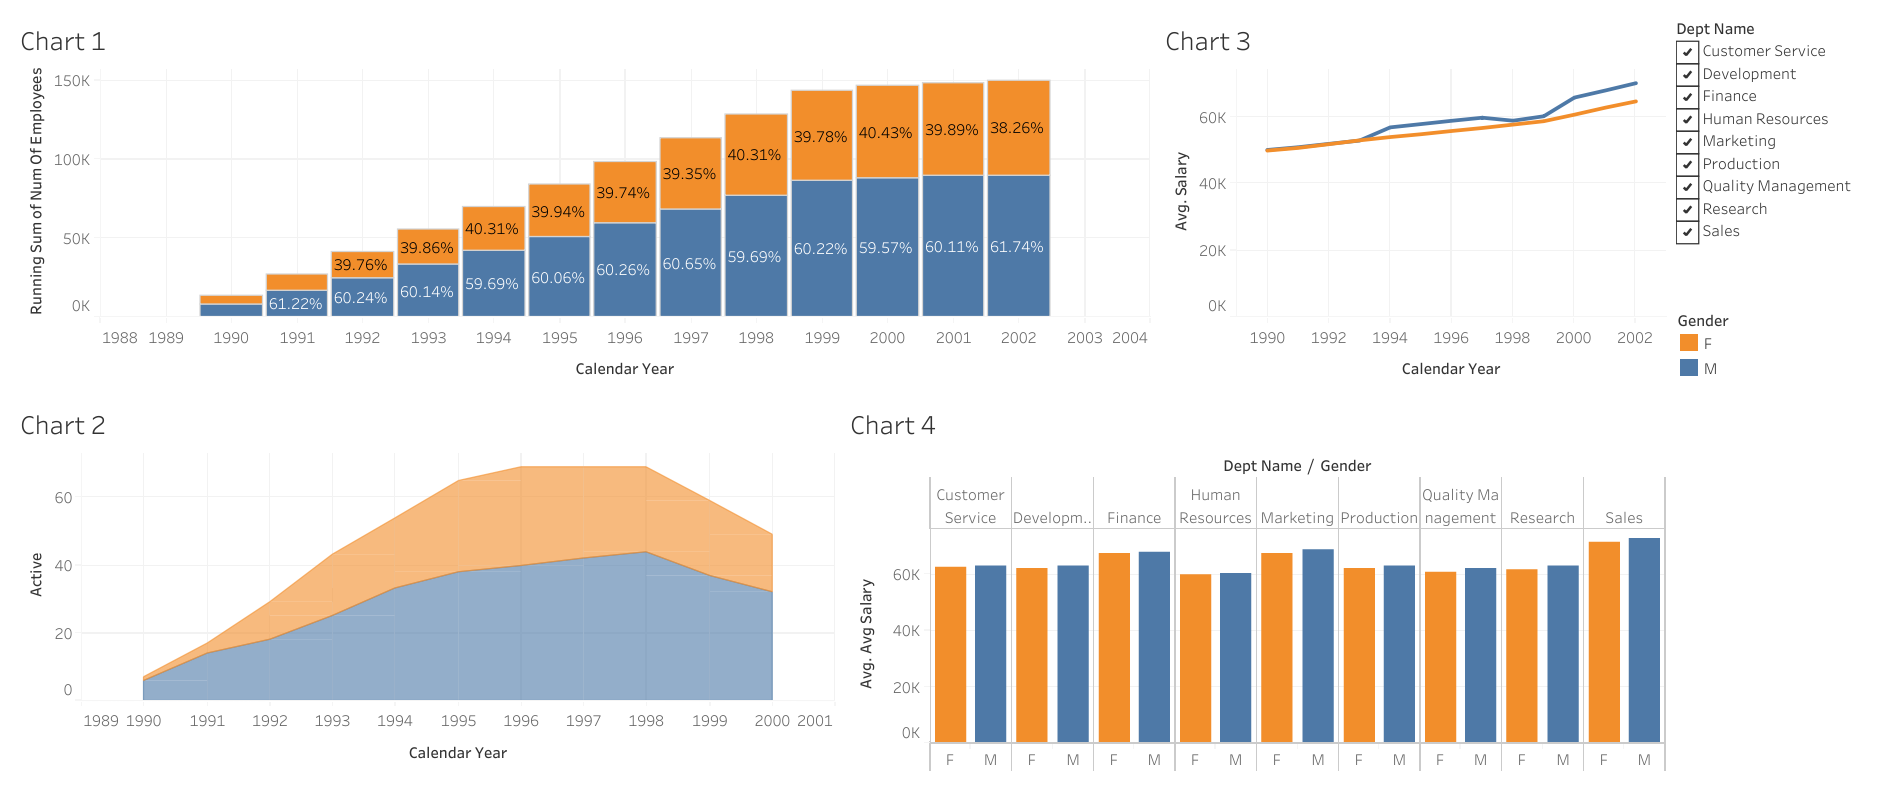 Chart 1
Running Sum of Num Of Employees
150K
100K
50K
0K
39.76%
39.86%
40.31%
39.94%
39.74%
39.35%
40.31%
39.78%
40.43%
39.89%
38.26%
61.22%
60.24%
60.14%
59.69%
60.06%
60.26%
60.65%
59.69%
60.22%
59.57%
60.11%
61.74%
1988 1989 1990 1991 1992 1993 1994 1995 1996 1997 1998 1999 2000 2001 2002 2003 2004
Calendar Year
Chart 3
Avg. Salary
60K
40K
20K
0K
1990 1992 1994 1996 1998 2000 2002
Calendar Year
Dept Name
Customer Service
Development
Finance
Human Resources
Marketing
Production
Quality Management
Research
Sales
Gender
F
M
Chart 2
Active
60
40
20
0
1989 1990 1991 1992 1993 1994 1995 1996 1997 1998 1999 2000 2001
Calendar Year
Chart 4
Dept Name / Gender
Customer
Service
Developm..
Finance
Human
Resources
Marketing
Production
Quality Ma
nagement
Research
Sales
Avg. Avg Salary
60K
40K
20K
0K
F M F M F M F M F M F M F M F M F M